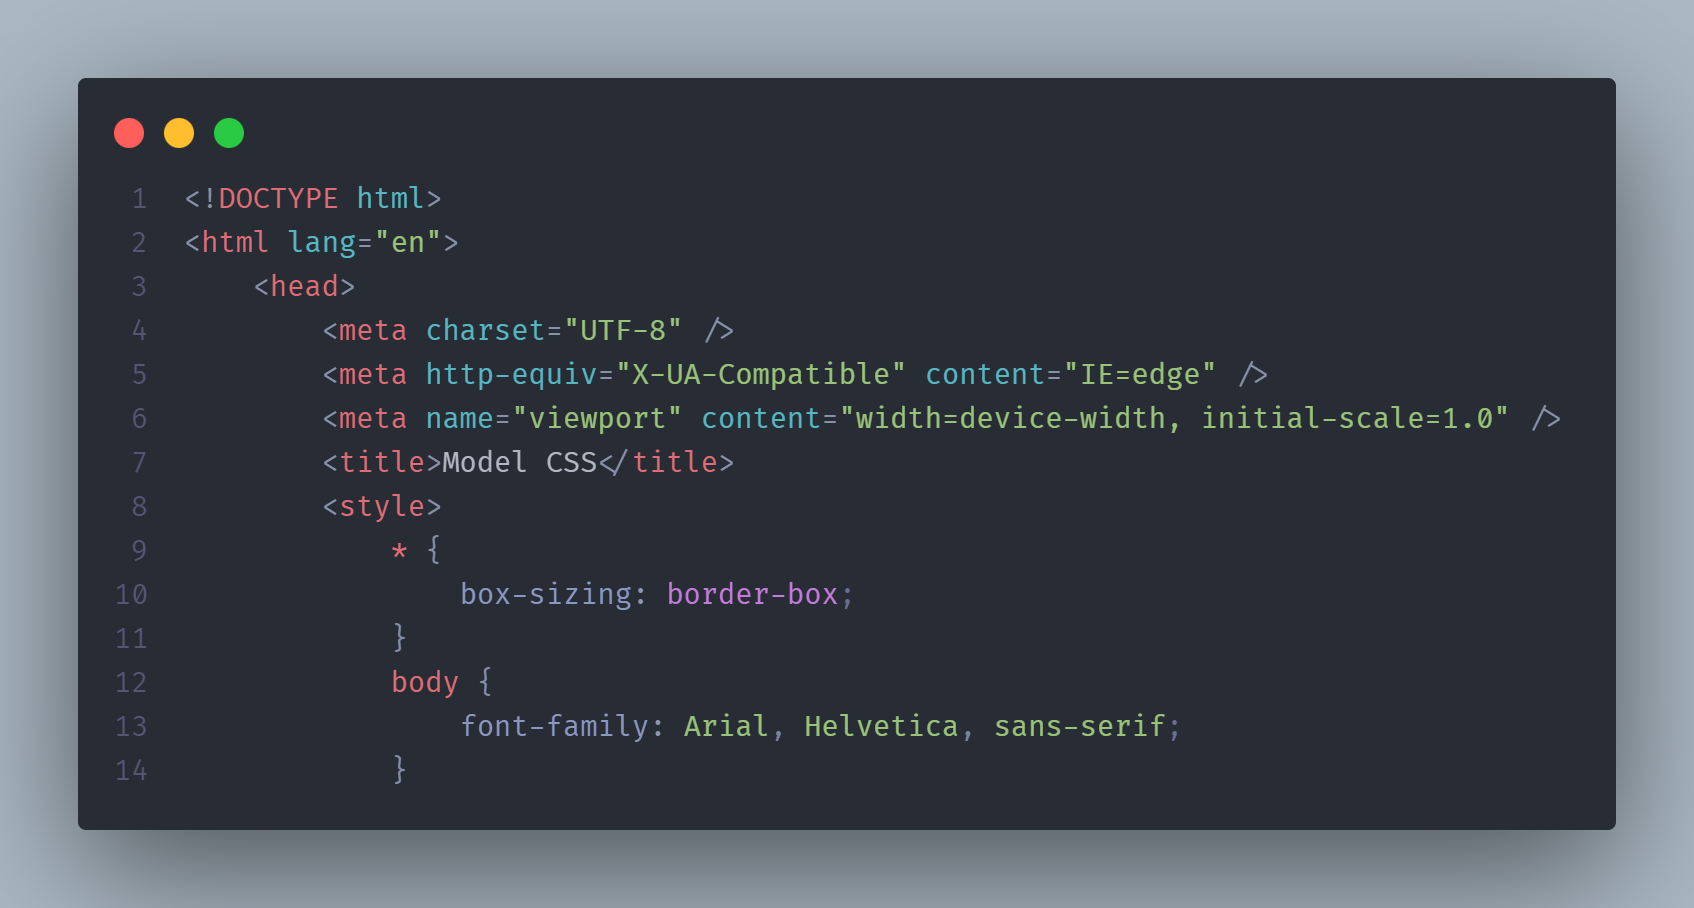 1 <!DOCTYPE html>
2 <html lang="en">
3     <head>
4         <meta charset="UTF-8" />
5         <meta http-equiv="X-UA-Compatible" content="IE=edge" />
6         <meta name="viewport" content="width=device-width, initial-scale=1.0" />
7         <title>Model CSS</title>
8         <style>
9             * {
10                 box-sizing: border-box;
11             }
12             body {
13                 font-family: Arial, Helvetica, sans-serif;
14             }